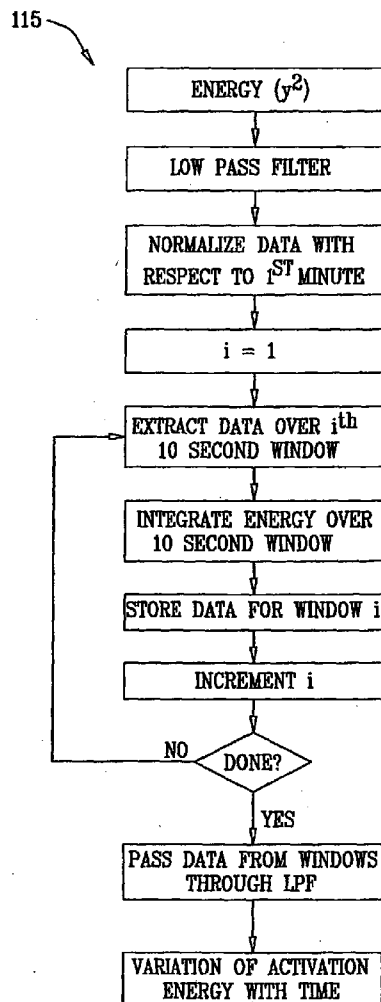 115
ENERGY (y²)
LOW PASS FILTER
NORMALIZE DATA WITH
RESPECT TO 1ST MINUTE
i = 1
EXTRACT DATA OVER ith
10 SECOND WINDOW
INTEGRATE ENERGY OVER
10 SECOND WINDOW
STORE DATA FOR WINDOW i
INCREMENT i
NO
DONE?
YES
PASS DATA FROM WINDOWS
THROUGH LPF
VARIATION OF ACTIVATION
ENERGY WITH TIME